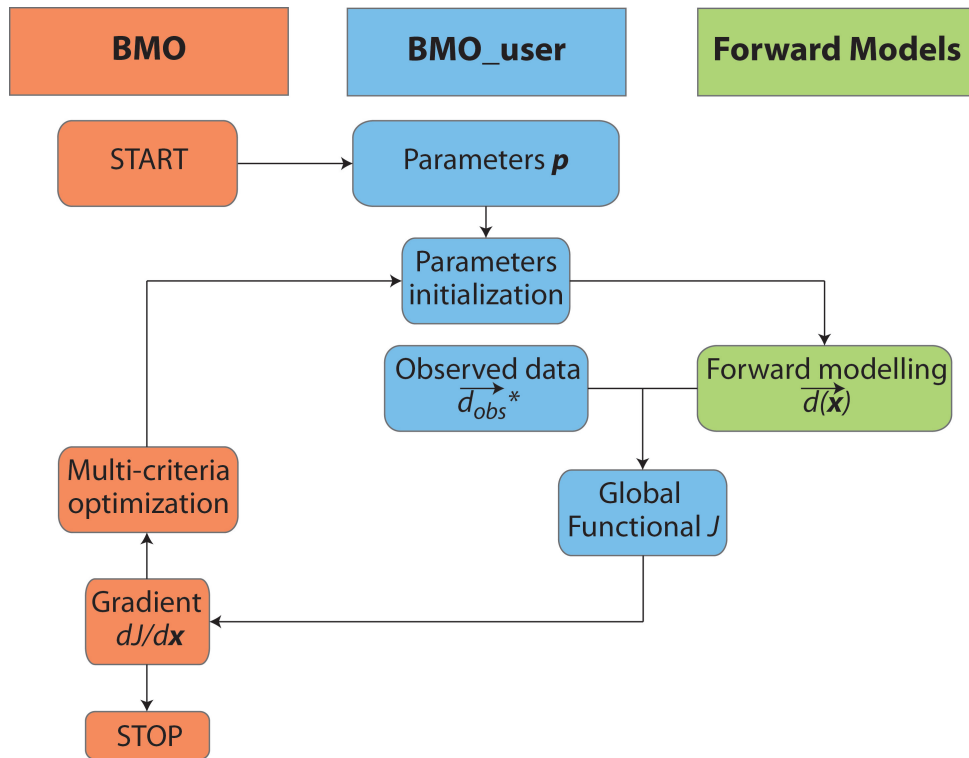 BMO
BMO_user
Forward Models
START
Parameters p
Parameters
initialization
Observed data
d_obs*
Forward modelling
d(x)
Multi-criteria
optimization
Global
Functional J
Gradient
dJ/dx
STOP